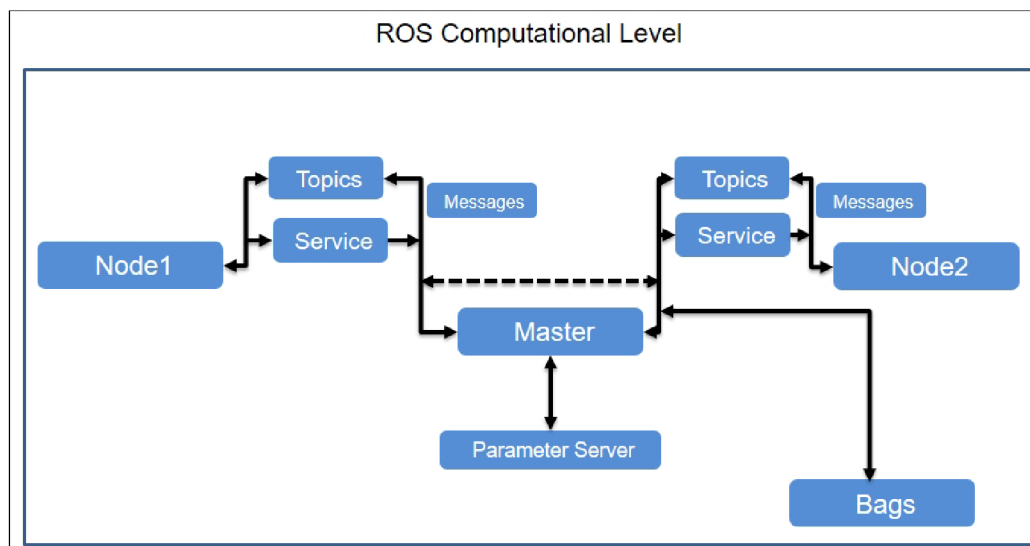 ROS Computational Level
Topics
Messages
Service
Node1
Topics
Messages
Service
Node2
Master
Parameter Server
Bags